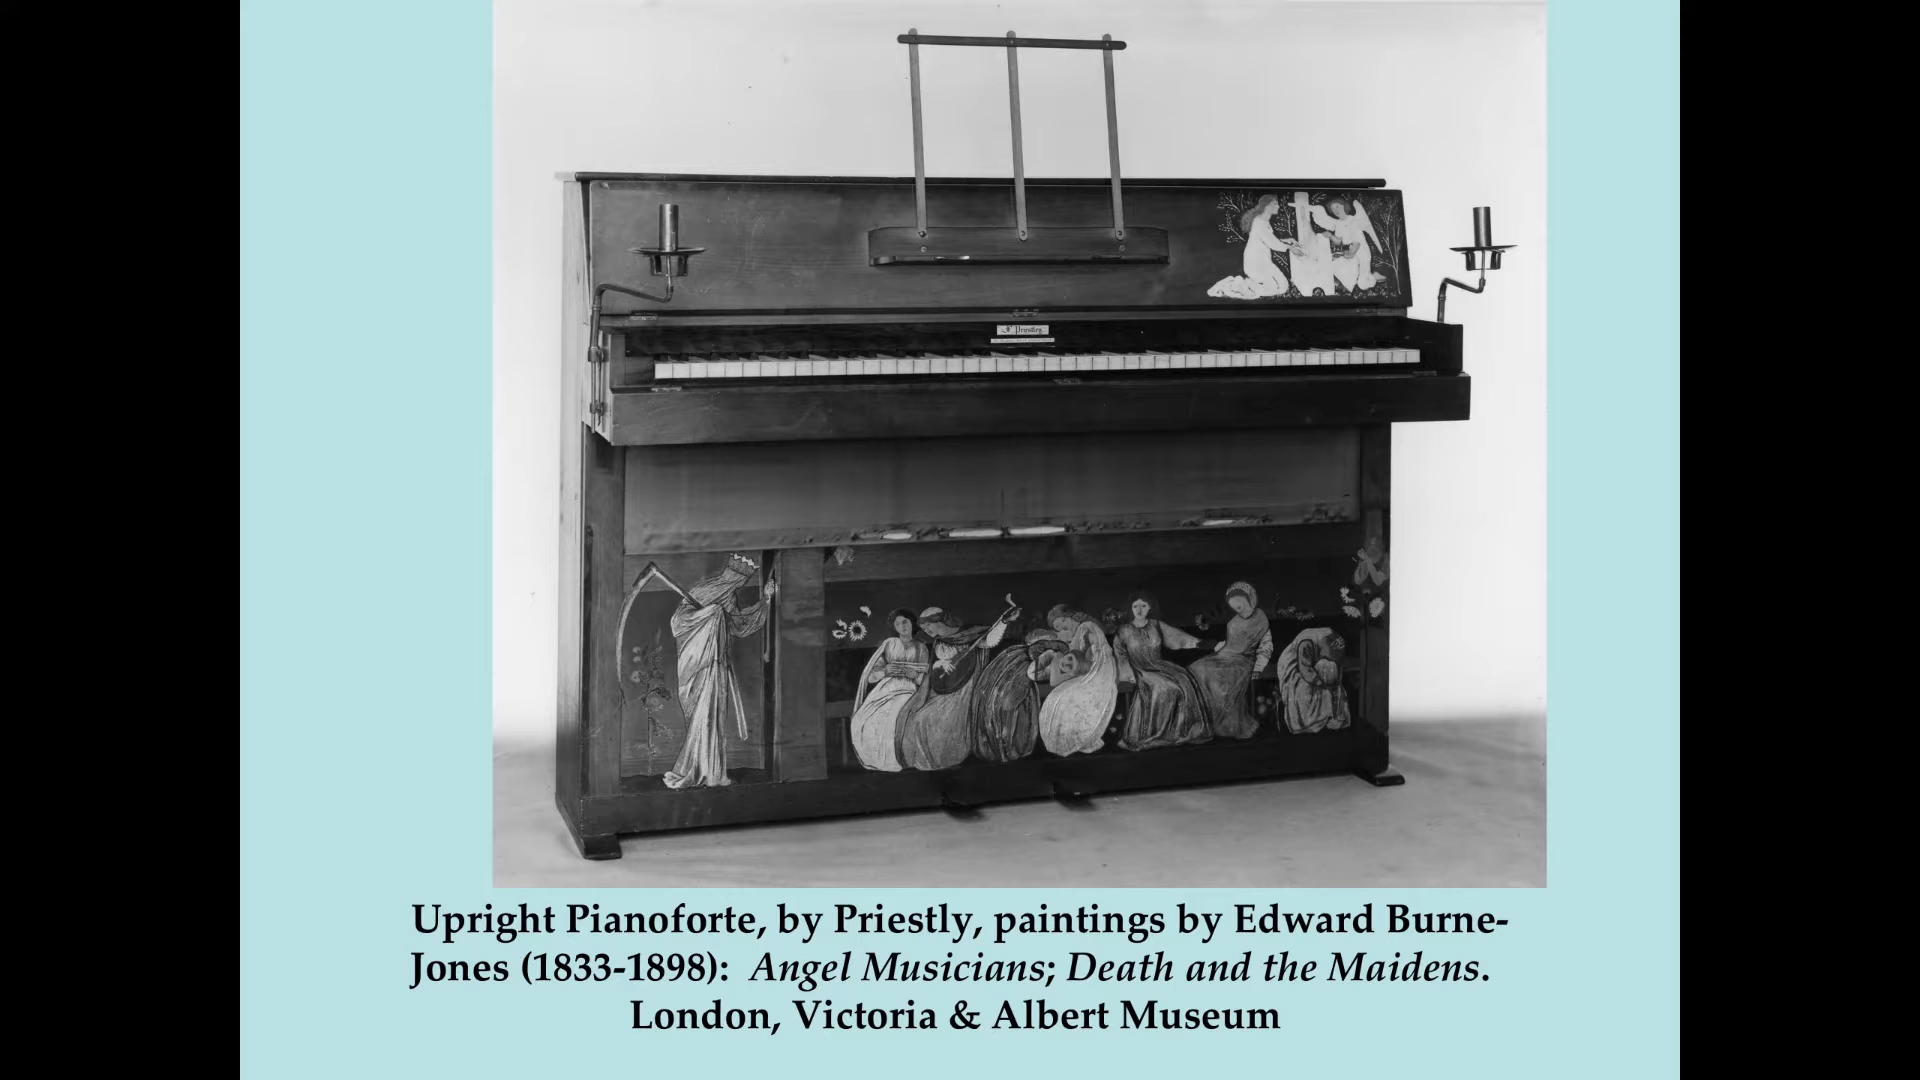 F. Priestley
Upright Pianoforte, by Priestly, paintings by Edward Burne-
Jones (1833-1898):  Angel Musicians; Death and the Maidens.
London, Victoria & Albert Museum